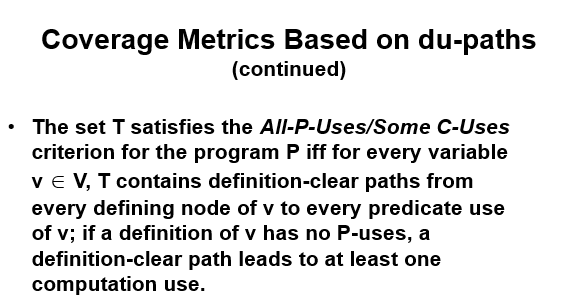 Coverage Metrics Based on du-paths
(continued)
• The set T satisfies the All-P-Uses/Some C-Uses
criterion for the program P iff for every variable
v ∈ V, T contains definition-clear paths from
every defining node of v to every predicate use
of v; if a definition of v has no P-uses, a
definition-clear path leads to at least one
computation use.